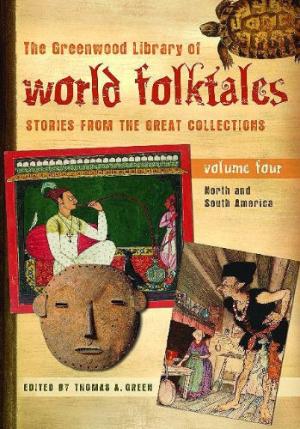 The Greenwood Library of
world folktales
STORIES FROM THE GREAT COLLECTIONS
volume four
North and
South America
EDITED BY THOMAS A. GREEN